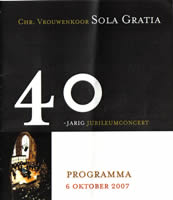 Chr. Vrouwenkoor Sola Gratia
40
-jarig jubileumconcert
PROGRAMMA
6 OKTOBER 2007